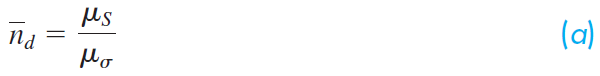 n̄_d = μ_S / μ_σ (a)